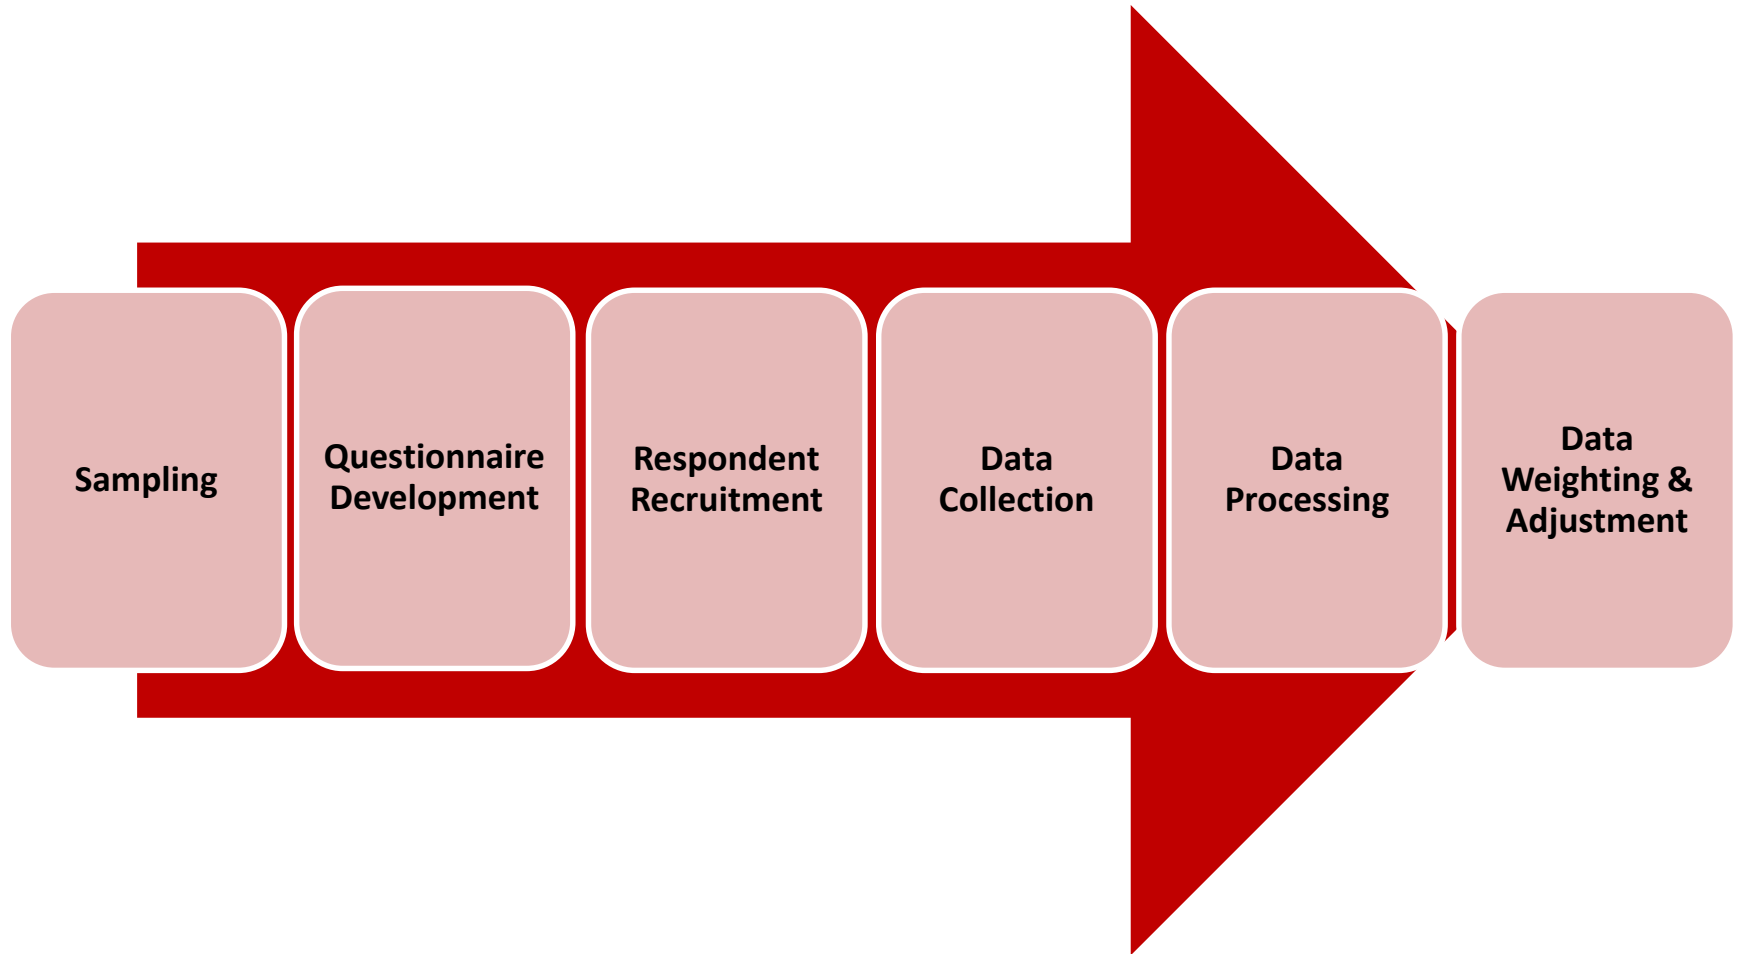 Sampling
Questionnaire
Development
Respondent
Recruitment
Data
Collection
Data
Processing
Data
Weighting &
Adjustment